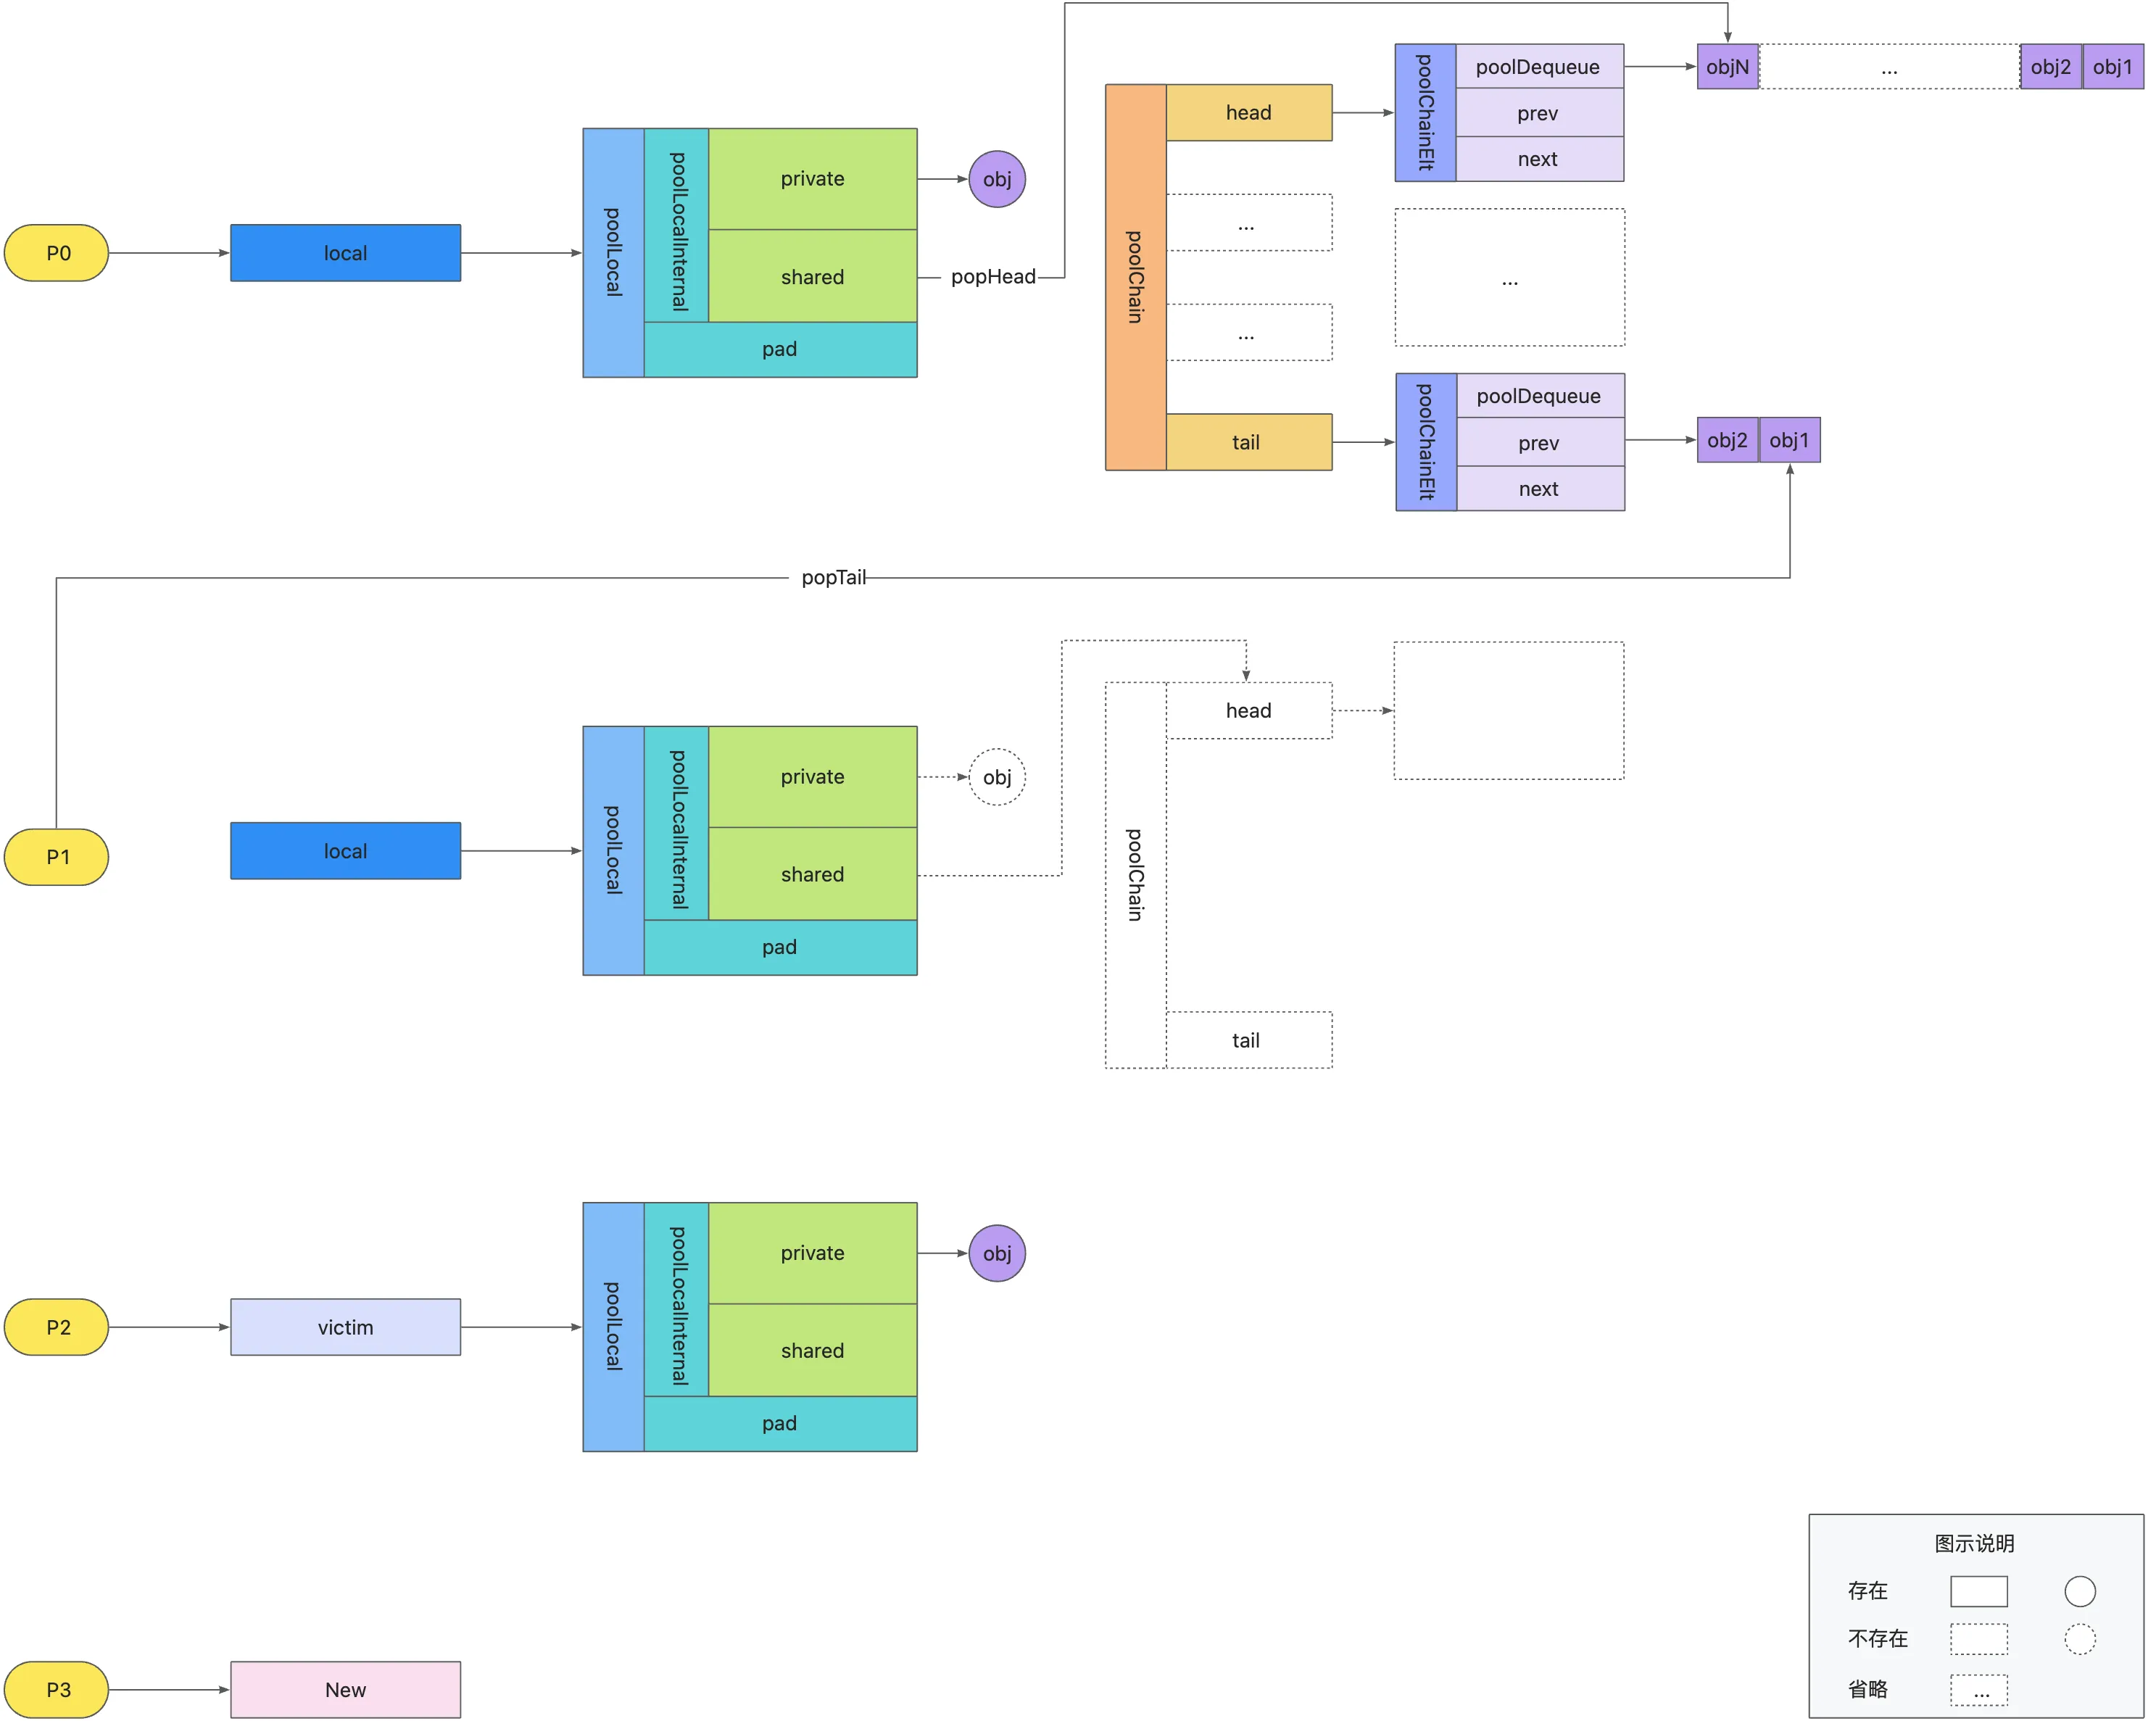 P0
local
poolLocal
poolLocalInternal
private
shared
pad
obj
popHead
poolChain
head
...
...
tail
poolChainElt
poolDequeue
prev
next
objN
...
obj2
obj1
...
poolChainElt
poolDequeue
prev
next
obj2
obj1
popTail
P1
local
poolLocal
poolLocalInternal
private
shared
pad
obj
poolChain
head
tail
P2
victim
poolLocal
poolLocalInternal
private
shared
pad
obj
P3
New
图示说明
存在
不存在
省略
...